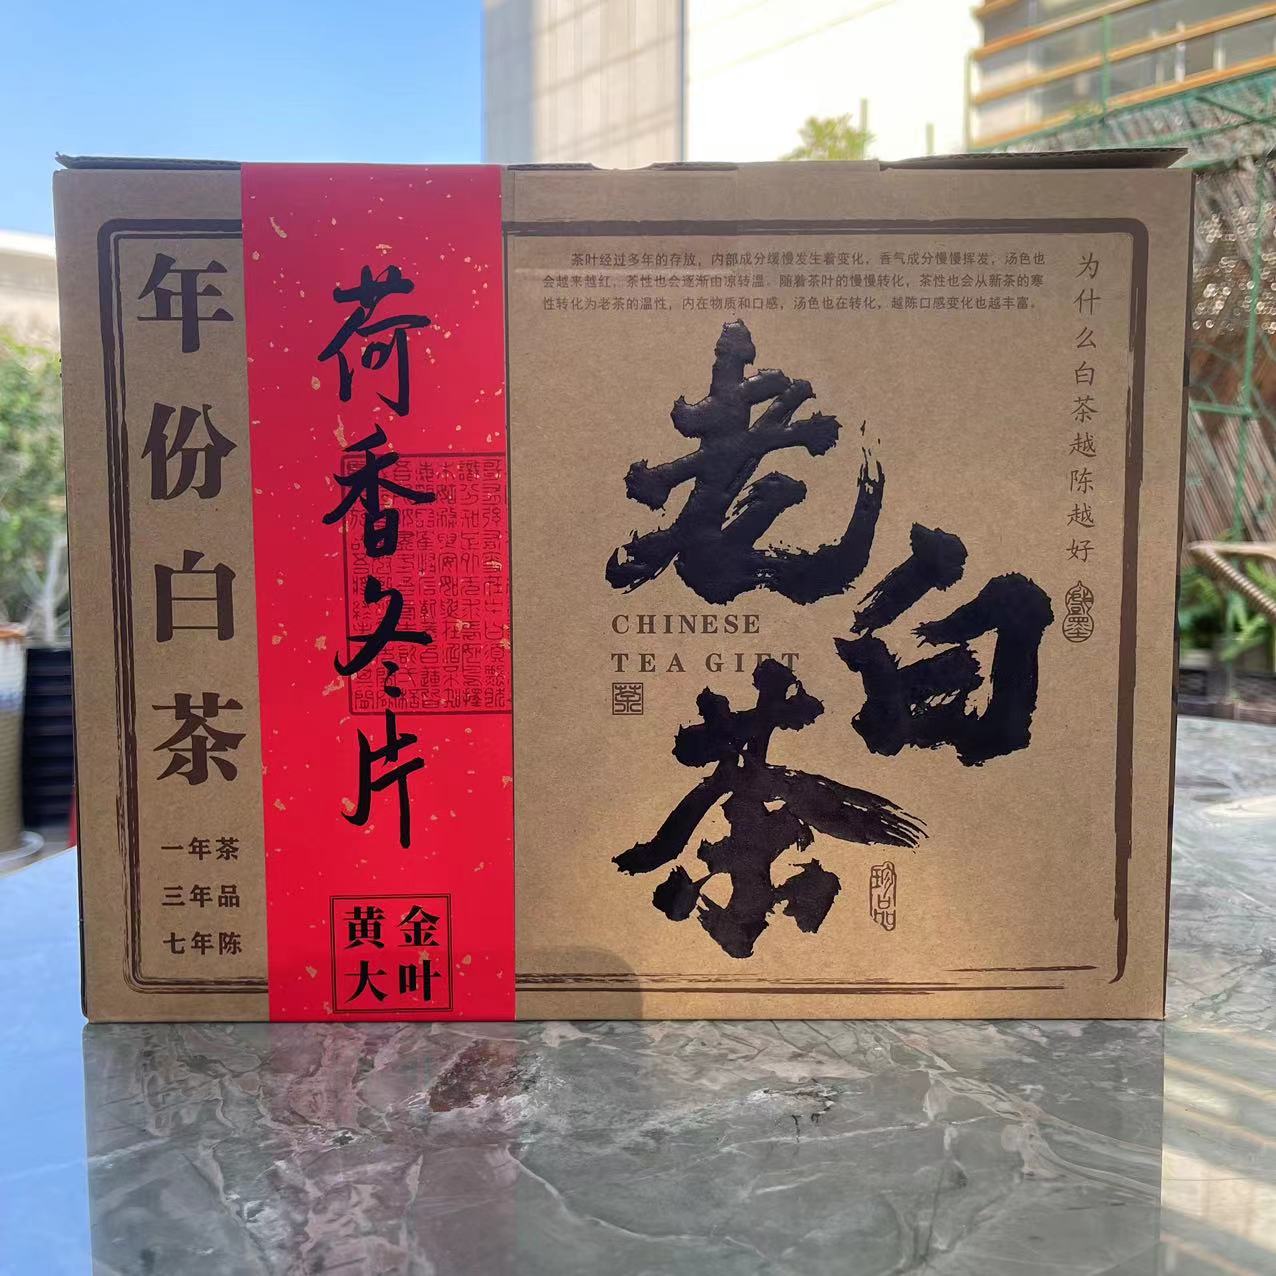 年份白茶
一年茶
三年品
七年陈
荷香冬片
黄金
大叶
茶叶经过多年的存放，内部成分缓慢发生着变化，香气成分慢慢挥发，汤色也
会越来越红，茶性也会逐渐由凉转温。随着茶叶的慢慢转化，茶性也会从新茶的寒
性转化为老茶的温性，内在物质和口感，汤色也在转化，越陈口感变化也越丰富。
为什么白茶越陈越好
老白茶
CHINESE
TEA GIFT
茶
珍品